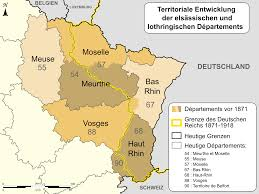 Territoriale Entwicklung
der elsässischen und
lothringischen Départements
LUXEMBURG
DEUTSCHLAND
Moselle
57
Meuse
55
54
Meurthe
Bas
Rhin
67
Vosges
88
68
Haut
Rhin
90
SCHWEIZ
Départements vor 1871
Grenze des Deutschen
Reichs 1871-1918
Heutige Grenzen
Heutige Départements:
54 : Meurthe et Moselle
55 : Meuse
57 : Moselle
67 : Bas-Rhin
68 : Haut-Rhin
88 : Vosges
90 : Territoire de Belfort